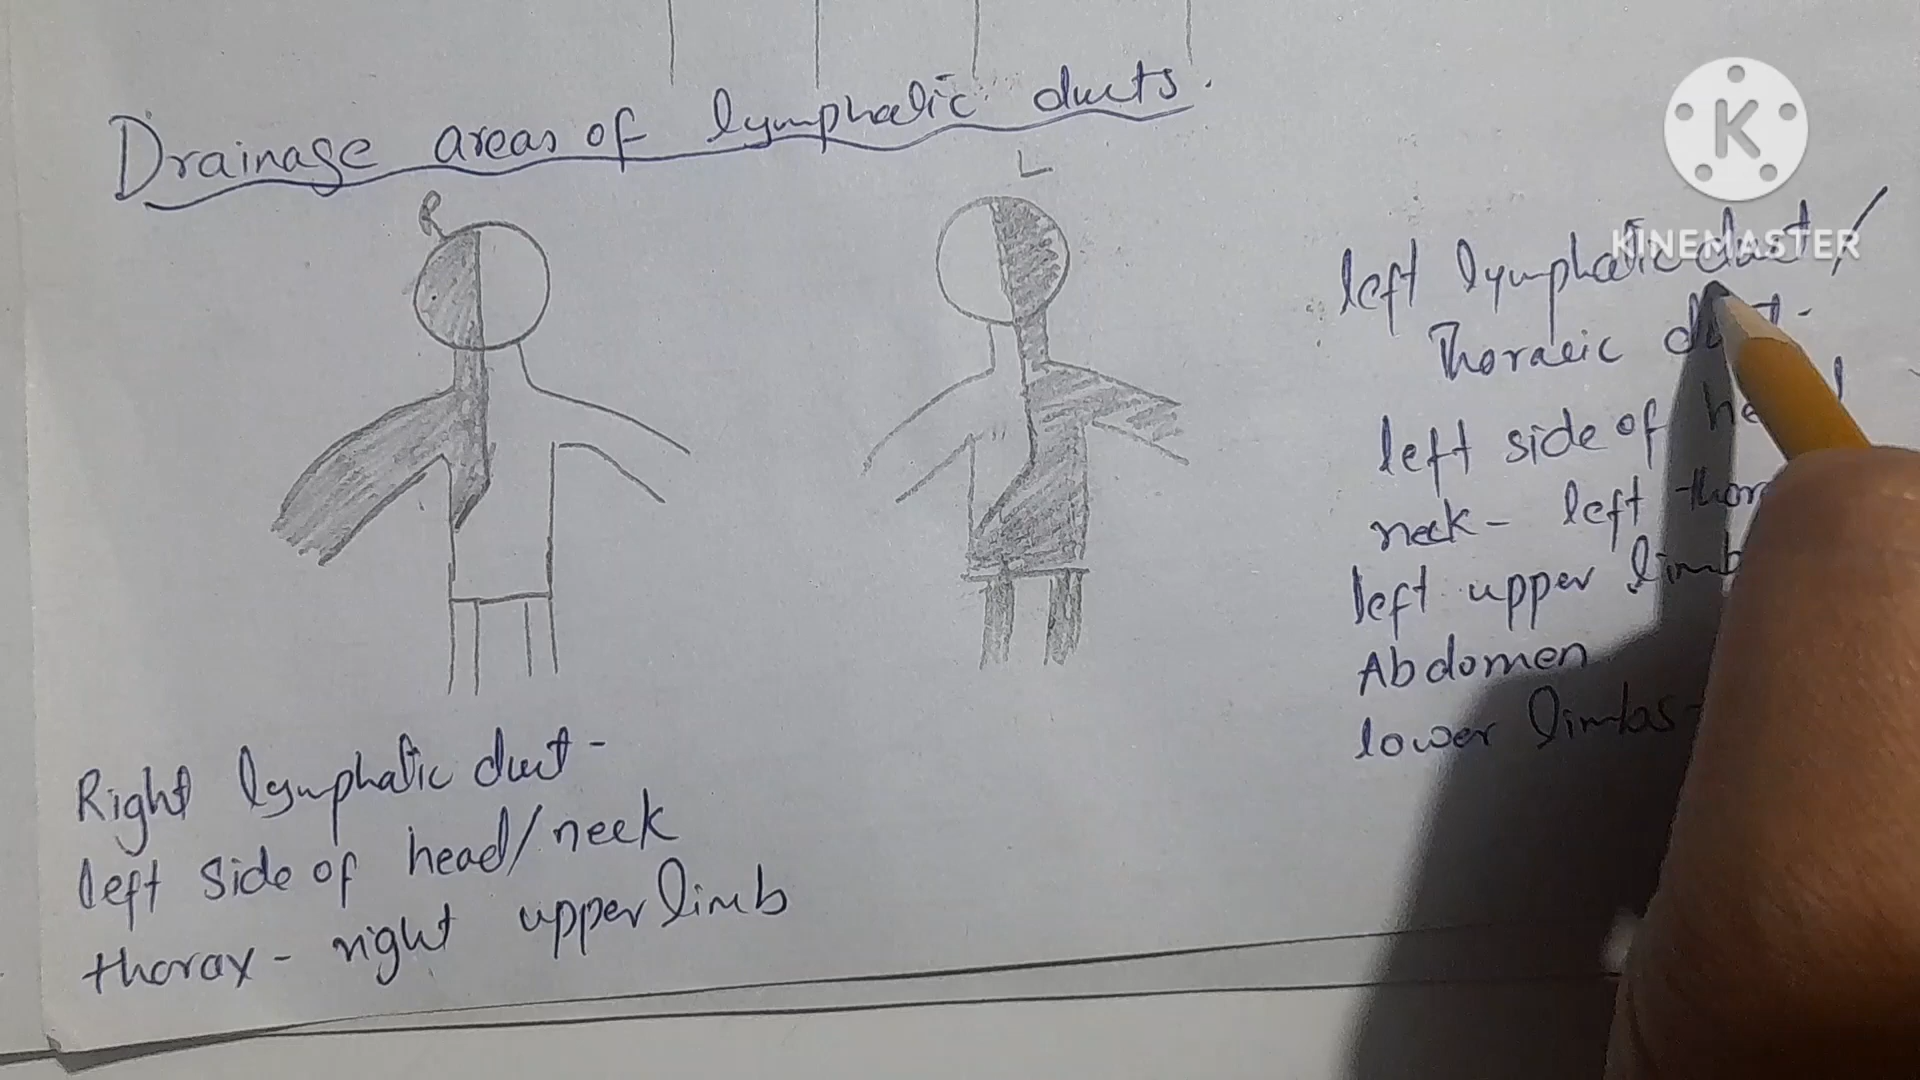 Drainage areas of lymphatic ducts.
R
L
K
KINEMASTER
left lymphatic duct /
Thoracic
left side of
neck - left
left upper limb
Abdomen
lower limbs -
Right lymphatic duct -
left side of head/neck
thorax - right upper limb